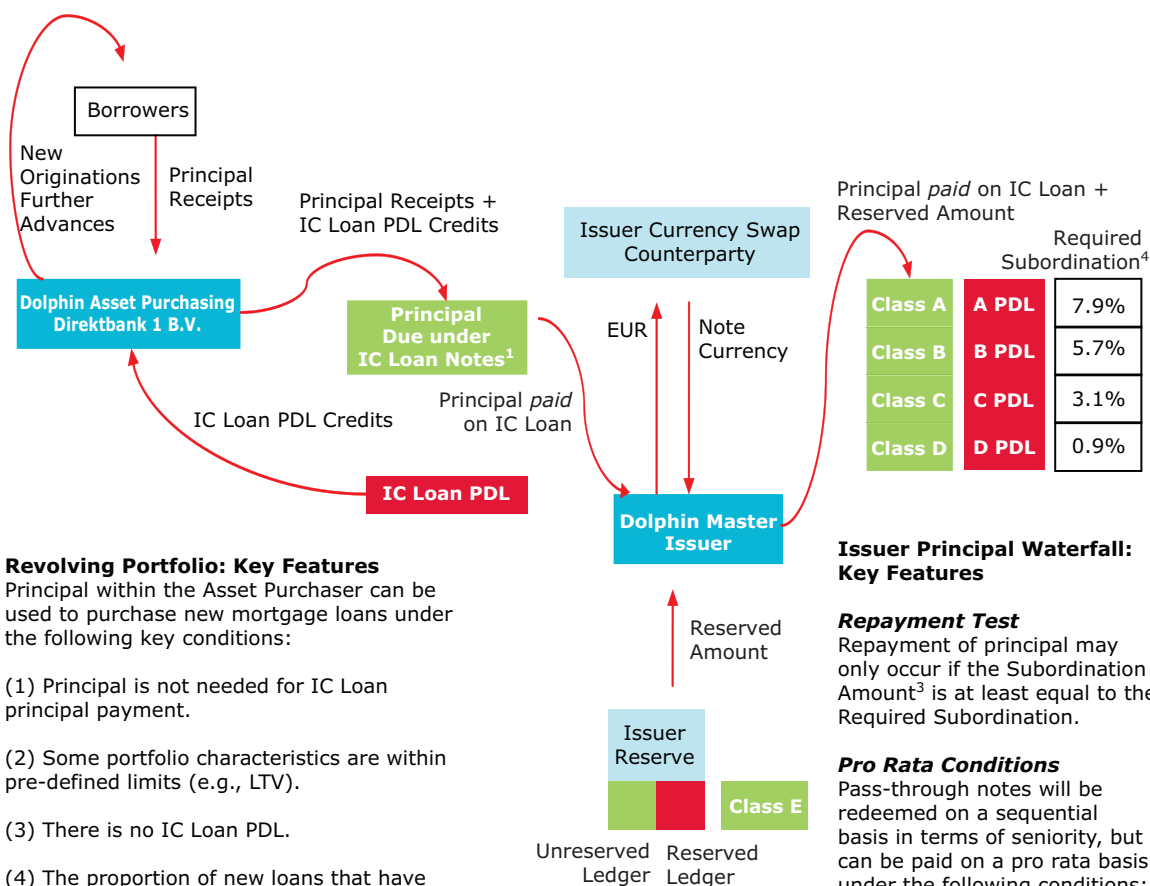 Borrowers
New
Originations
Further
Advances
Principal
Receipts
Principal Receipts +
IC Loan PDL Credits
Issuer Currency Swap
Counterparty
Principal paid on IC Loan +
Reserved Amount
Required
Subordination4
Dolphin Asset Purchasing
Direktbank 1 B.V.
Principal
Due under
IC Loan Notes1
EUR
Note
Currency
Class A
A PDL
7.9%
Class B
B PDL
5.7%
Class C
C PDL
3.1%
Class D
D PDL
0.9%
Principal paid
on IC Loan
IC Loan PDL Credits
IC Loan PDL
Dolphin Master
Issuer
Revolving Portfolio: Key Features
Principal within the Asset Purchaser can be
used to purchase new mortgage loans under
the following key conditions:
(1) Principal is not needed for IC Loan
principal payment.
(2) Some portfolio characteristics are within
pre-defined limits (e.g., LTV).
(3) There is no IC Loan PDL.
(4) The proportion of new loans that have
Reserved
Amount
Issuer
Reserve
Class E
Unreserved
Ledger
Reserved
Ledger
Issuer Principal Waterfall:
Key Features
Repayment Test
Repayment of principal may
only occur if the Subordination
Amount3 is at least equal to the
Required Subordination.
Pro Rata Conditions
Pass-through notes will be
redeemed on a sequential
basis in terms of seniority, but
can be paid on a pro rata basis
under the following conditions: